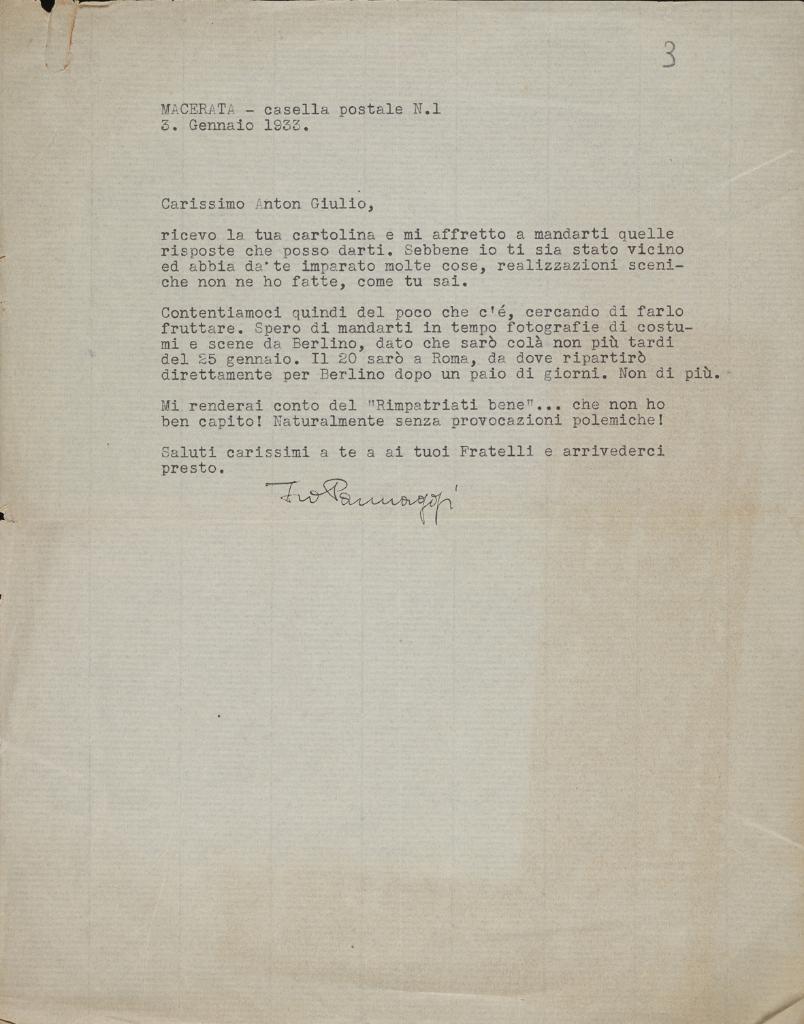 3
MACERATA - casella postale N.1
3. Gennaio 1933.
Carissimo Anton Giulio,
ricevo la tua cartolina e mi affretto a mandarti quelle
risposte che posso darti. Sebbene io ti sia stato vicino
ed abbia da te imparato molte cose, realizzazioni sceni-
che non ne ho fatte, come tu sai.
Contentiamoci quindi del poco che c'é, cercando di farlo
fruttare. Spero di mandarti in tempo fotografie di costu-
mi e scene da Berlino, dato che sarò colà non più tardi
del 25 gennaio. Il 20 sarò a Roma, da dove ripartirò
direttamente per Berlino dopo un paio di giorni. Non di più.
Mi renderai conto del "Rimpatriati bene"... che non ho
ben capito! Naturalmente senza provocazioni polemiche!
Saluti carissimi a te a ai tuoi Fratelli e arrivederci
presto.
Ivo Pannaggi